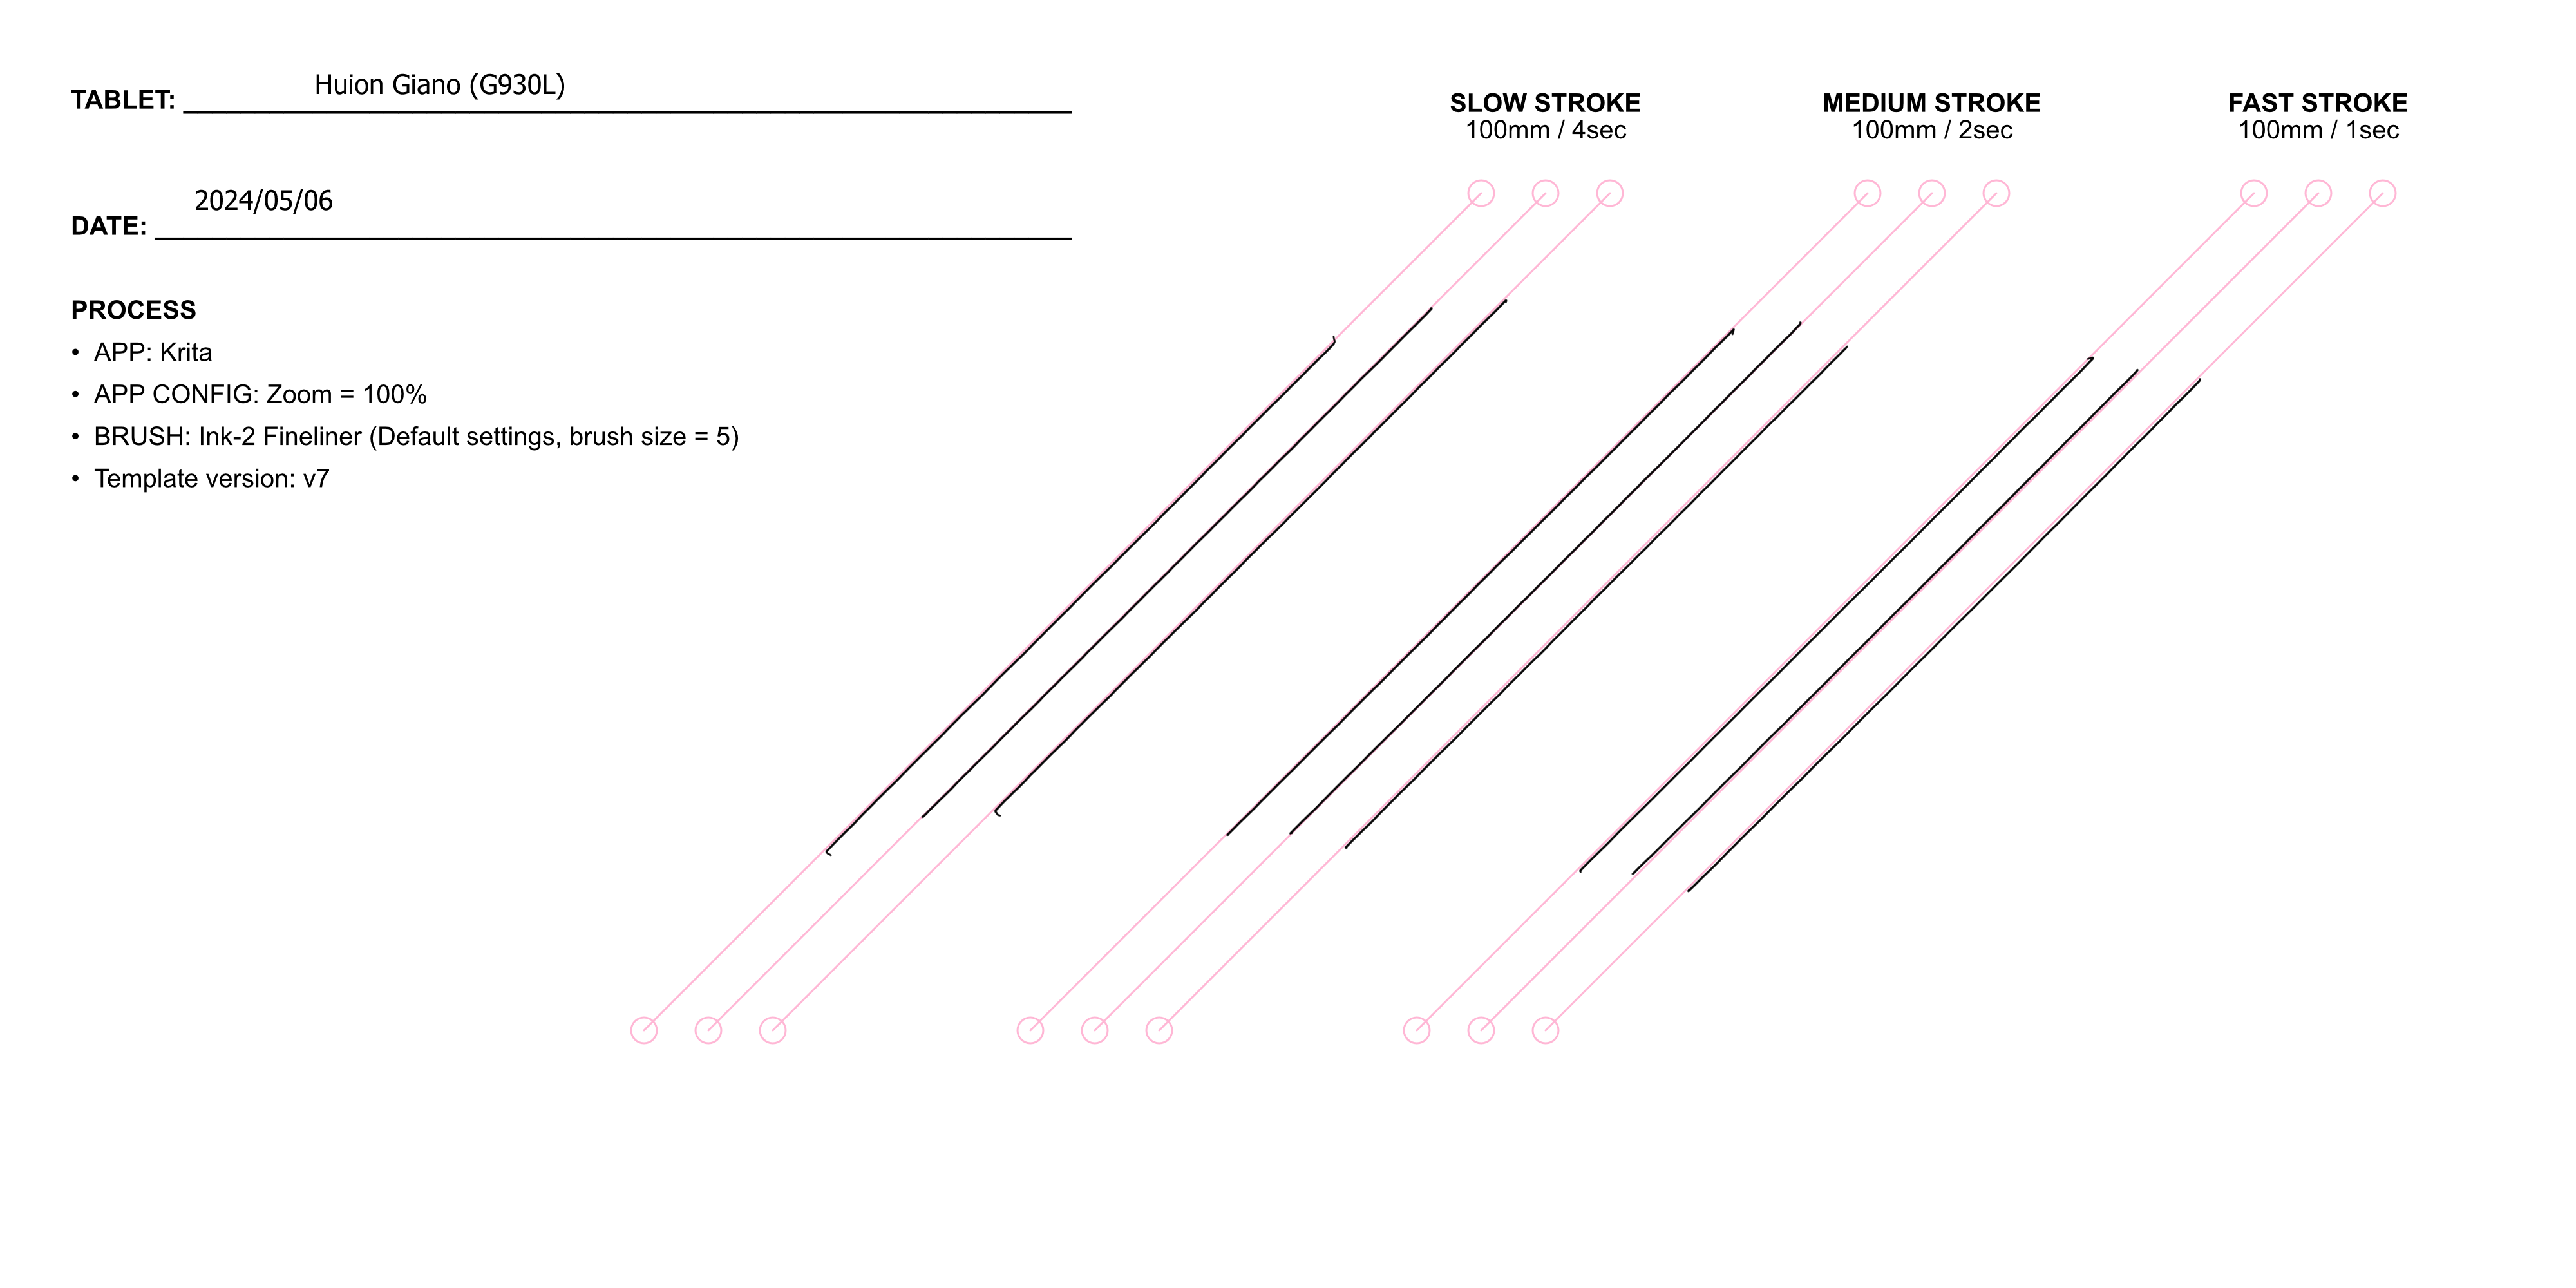 TABLET: Huion Giano (G930L)
DATE: 2024/05/06
PROCESS
• APP: Krita
• APP CONFIG: Zoom = 100%
• BRUSH: Ink-2 Fineliner (Default settings, brush size = 5)
• Template version: v7
SLOW STROKE
100mm / 4sec
MEDIUM STROKE
100mm / 2sec
FAST STROKE
100mm / 1sec